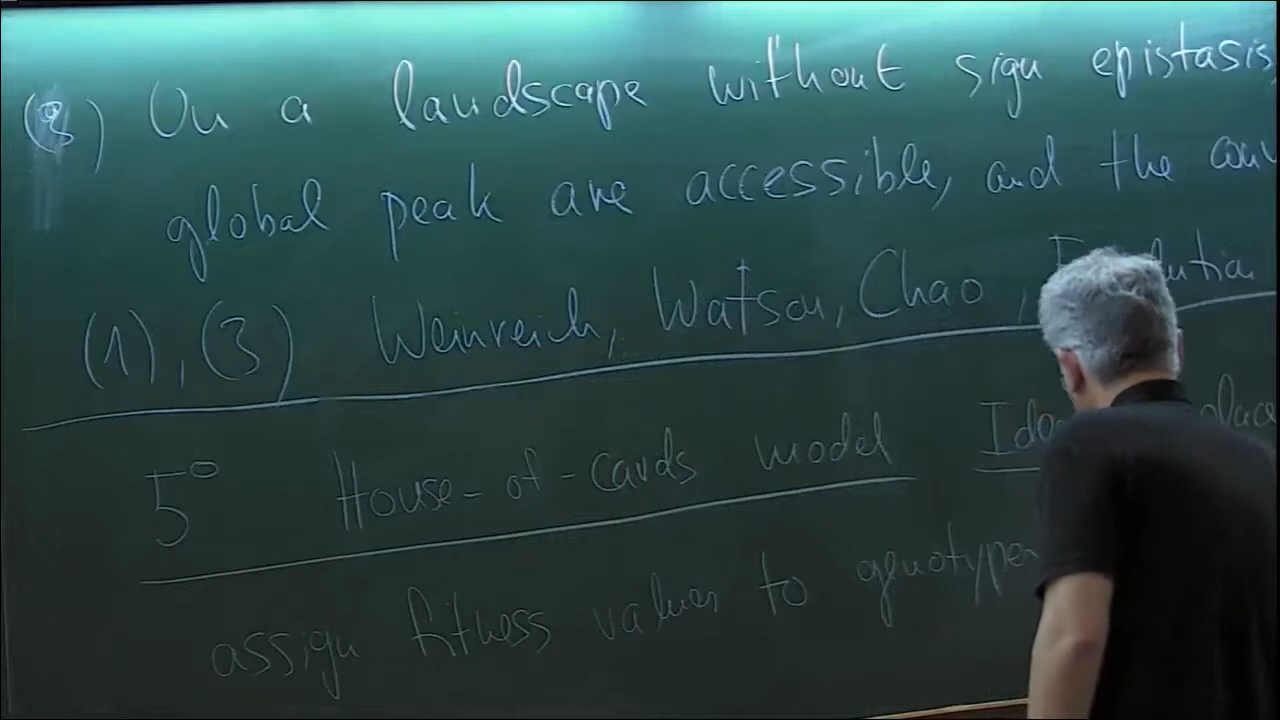 (3) On a landscape without sign epistasis,
global peak are accessible, and the
(1), (3) Weinreich, Watson, Chao,
5° House-of-cards model
assign fitness values to genotypes